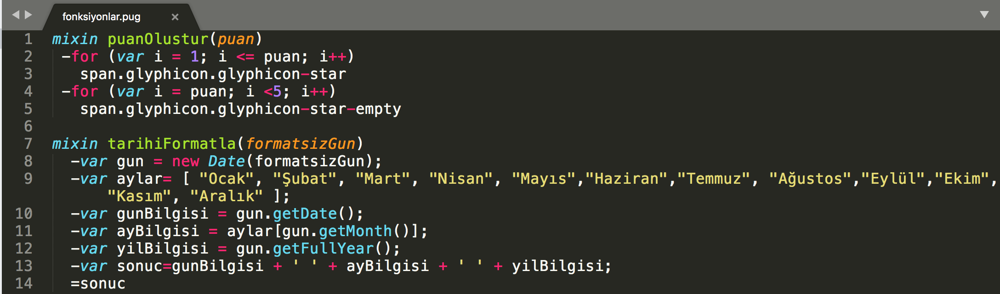 fonksiyonlar.pug ×
1 mixin puanOlustur(puan)
2 -for (var i = 1; i <= puan; i++)
3 span.glyphicon.glyphicon-star
4 -for (var i = puan; i <5; i++)
5 span.glyphicon.glyphicon-star-empty
6
7 mixin tarihiFormatla(formatsizGun)
8 -var gun = new Date(formatsizGun);
9 -var aylar= [ "Ocak", "Şubat", "Mart", "Nisan", "Mayıs","Haziran","Temmuz", "Ağustos","Eylül","Ekim",
"Kasım", "Aralık" ];
10 -var gunBilgisi = gun.getDate();
11 -var ayBilgisi = aylar[gun.getMonth()];
12 -var yilBilgisi = gun.getFullYear();
13 -var sonuc=gunBilgisi + ' ' + ayBilgisi + ' ' + yilBilgisi;
14 =sonuc